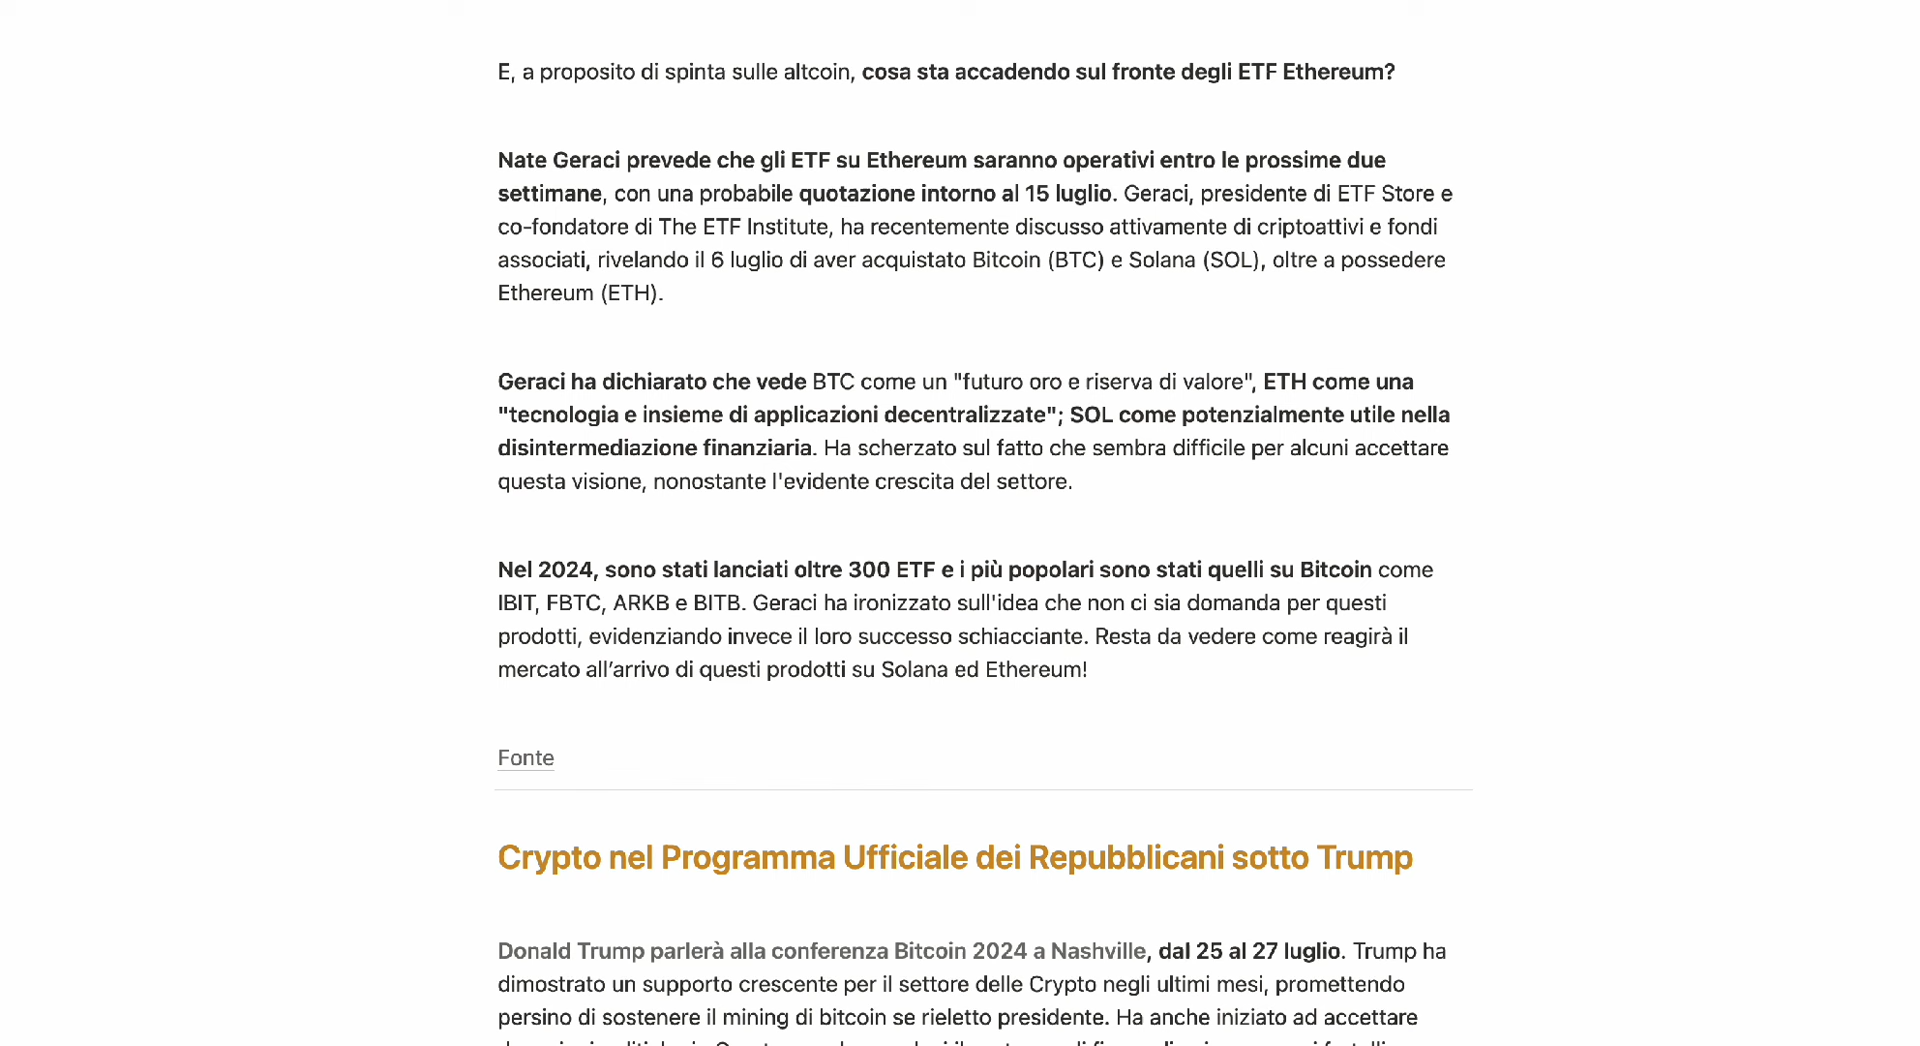 E, a proposito di spinta sulle altcoin, cosa sta accadendo sul fronte degli ETF Ethereum?
Nate Geraci prevede che gli ETF su Ethereum saranno operativi entro le prossime due
settimane, con una probabile quotazione intorno al 15 luglio. Geraci, presidente di ETF Store e
co-fondatore di The ETF Institute, ha recentemente discusso attivamente di criptoattivi e fondi
associati, rivelando il 6 luglio di aver acquistato Bitcoin (BTC) e Solana (SOL), oltre a possedere
Ethereum (ETH).
Geraci ha dichiarato che vede BTC come un "futuro oro e riserva di valore", ETH come una
"tecnologia e insieme di applicazioni decentralizzate"; SOL come potenzialmente utile nella
disintermediazione finanziaria. Ha scherzato sul fatto che sembra difficile per alcuni accettare
questa visione, nonostante l'evidente crescita del settore.
Nel 2024, sono stati lanciati oltre 300 ETF e i più popolari sono stati quelli su Bitcoin come
IBIT, FBTC, ARKB e BITB. Geraci ha ironizzato sull'idea che non ci sia domanda per questi
prodotti, evidenziando invece il loro successo schiacciante. Resta da vedere come reagirà il
mercato all’arrivo di questi prodotti su Solana ed Ethereum!
Fonte
Crypto nel Programma Ufficiale dei Repubblicani sotto Trump
Donald Trump parlerà alla conferenza Bitcoin 2024 a Nashville, dal 25 al 27 luglio. Trump ha
dimostrato un supporto crescente per il settore delle Crypto negli ultimi mesi, promettendo
persino di sostenere il mining di bitcoin se rieletto presidente. Ha anche iniziato ad accettare